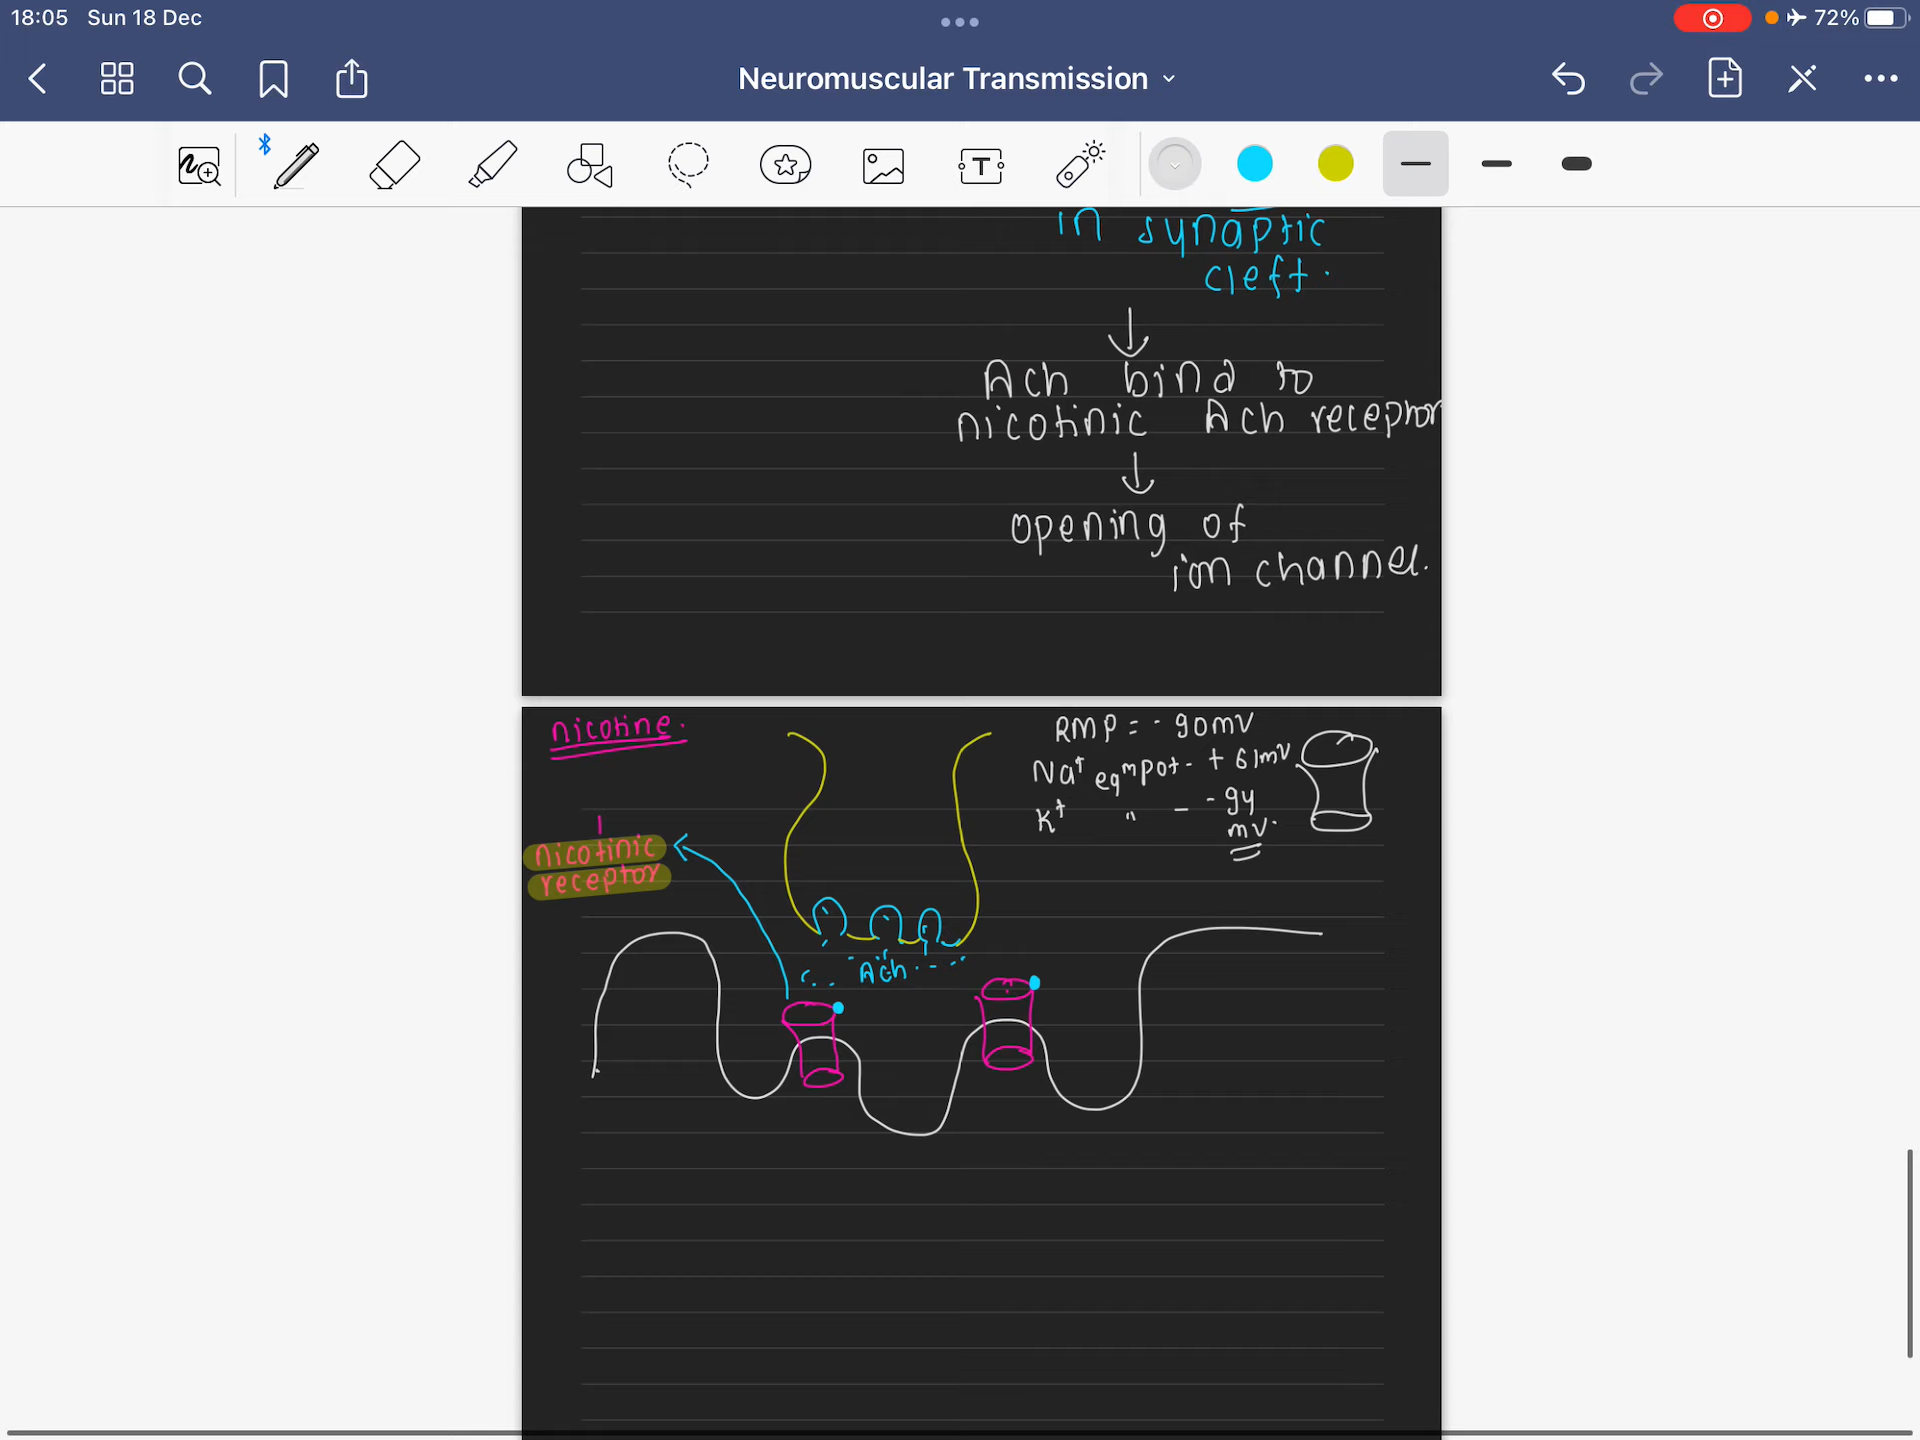 18:05 Sun 18 Dec
72%
Neuromuscular Transmission
T
in synaptic
cleft.
↓
Ach bind to
nicotinic Ach receptor
↓
opening of
ion channel.
nicotine.
RMP = - 90mV
Na+ eqm pot - + 61mV
K+ " - - 94
mV.
nicotinic
receptor
Ach